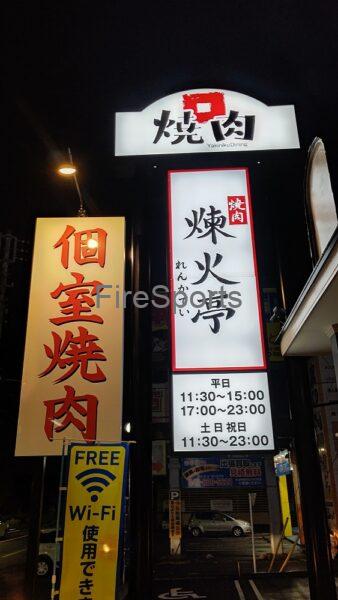 焼肉
YakinikuDining
焼肉
煉火亭
れんかてい
個室焼肉
FireSports
平日
11:30〜15:00
17:00〜23:00
土日祝日
11:30〜23:00
FREE
Wi-Fi
使用でき
P